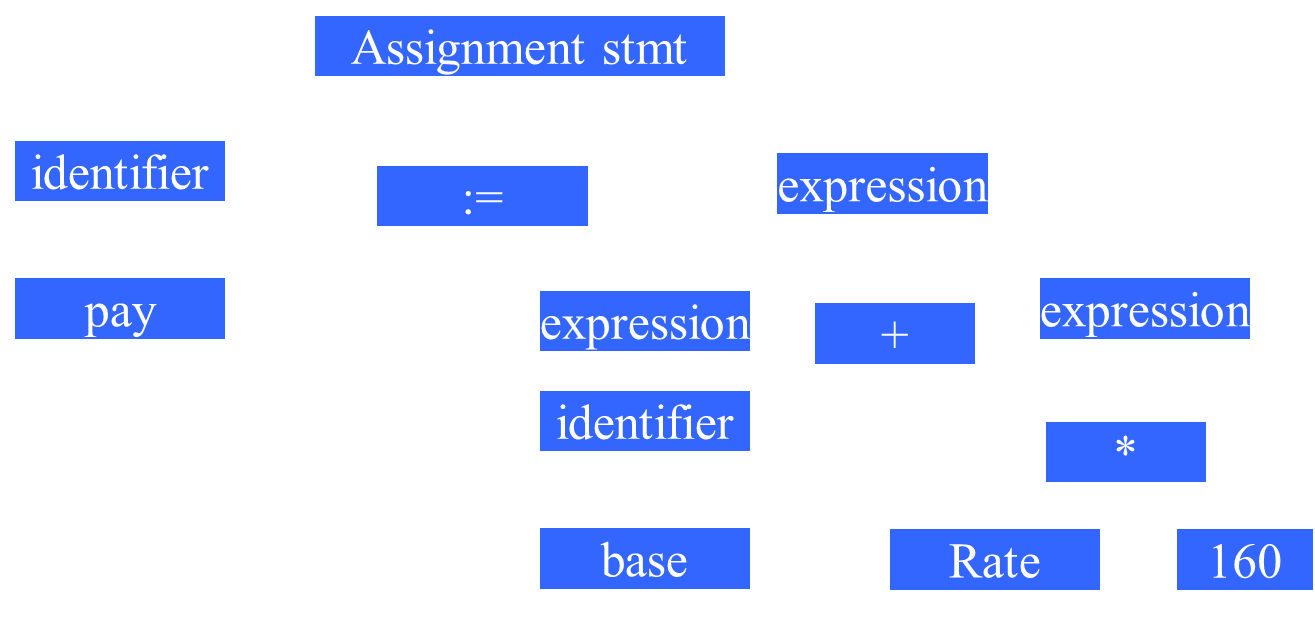 Assignment stmt
identifier
:=
expression
pay
expression
+
expression
identifier
*
base
Rate
160